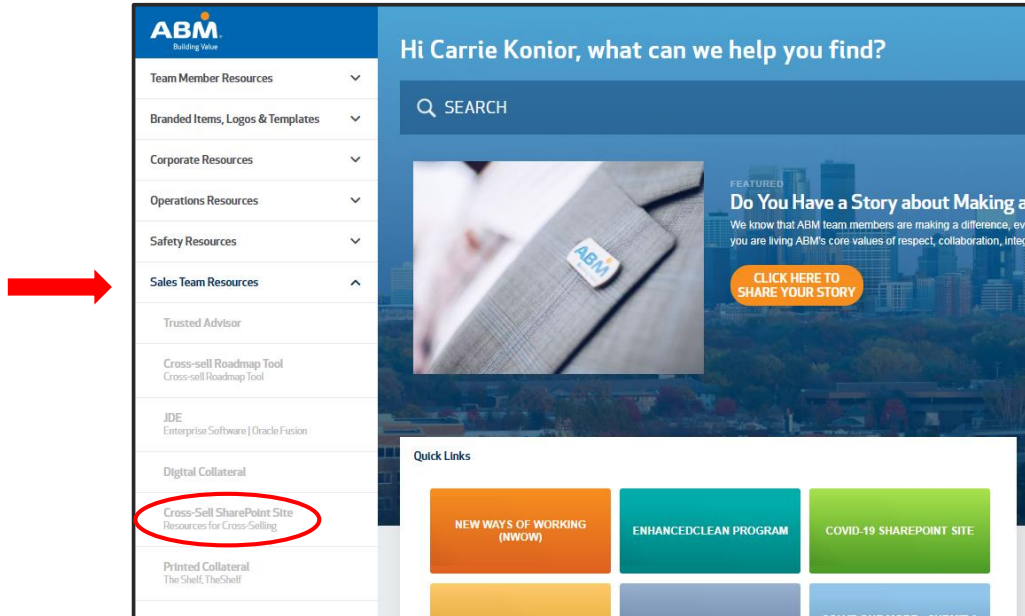 ABM.
Building Value
Team Member Resources
Branded Items, Logos & Templates
Corporate Resources
Operations Resources
Safety Resources
Sales Team Resources
Trusted Advisor
Cross-sell Roadmap Tool
Cross-sell Roadmap Tool
JDE
Enterprise Software | Oracle Fusion
Digital Collateral
Cross-Sell SharePoint Site
Resources for Cross-Selling
Printed Collateral
The Shelf, TheShelf
Hi Carrie Konior, what can we help you find?
SEARCH
ABM
FEATURED
Do You Have a Story about Making a
We know that ABM team members are making a difference, ev
you are living ABM's core values of respect, collaboration, integ
CLICK HERE TO
SHARE YOUR STORY
Quick Links
NEW WAYS OF WORKING
(NWOW)
ENHANCEDCLEAN PROGRAM
COVID-19 SHAREPOINT SITE